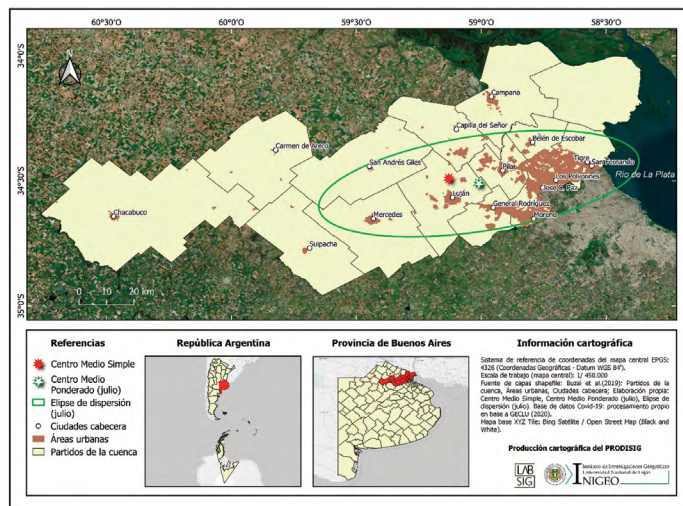 60°30'
60°0'
59°30'
59°0'
58°30'
34°0'S
34°30'S
35°0'S
N
Campana
Capilla del Señor
Belén de Escobar
Carmen de Areco
San Andrés Giles
Pilar
Tigre
San Fernando
Río de La Plata
Los Polvorines
José C. Paz
Luján
General Rodríguez
Moreno
Mercedes
Chacabuco
Suipacha
0 10 20 km
Referencias
Centro Medio Simple
Centro Medio
Ponderado (julio)
Elipse de dispersión
(julio)
Ciudades cabecera
Áreas urbanas
Partidos de la cuenca
República Argentina
Provincia de Buenos Aires
Información cartográfica
Sistema de referencia de coordenadas del mapa central EPGS:
4326 (Coordenadas Geográficas - Datum WGS 84').
Escala de trabajo (mapa central): 1/ 450.000
Fuente de capas shapefile: Buzai et al.(2019): Partidos de la
cuenca, Áreas urbanas, Ciudades cabecera; Elaboración propia:
Centro Medio Simple, Centro Medio Ponderado (julio), Elipse de
dispersión (julio). Base de datos Covid-19: procesamiento propio
en base a GECLU (2020).
Mapa base XYZ Tile: Bing Satélite / Open Street Map (Black and
White).
Producción cartográfica del PRODISIG
LAB
SIG
Instituto de Investigaciones Geográficas
Universidad Nacional de Luján
INIGEO